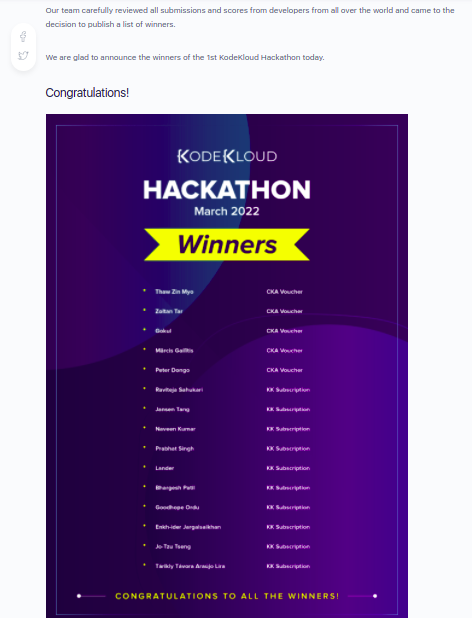 Our team carefully reviewed all submissions and scores from developers from all over the world and came to the
decision to publish a list of winners.
We are glad to announce the winners of the 1st KodeKloud Hackathon today.
Congratulations!
KODEKLOUD
HACKATHON
March 2022
Winners
Thaw Zin Myo CKA Voucher
Zoltan Tar CKA Voucher
Gokul CKA Voucher
Mārcis Gailītis CKA Voucher
Peter Dongo CKA Voucher
Raviteja Sahukari KK Subscription
Jansen Tang KK Subscription
Naveen Kumar KK Subscription
Prabhat Singh KK Subscription
Lander KK Subscription
Bhargesh Patil KK Subscription
Goodhope Ordu KK Subscription
Enkh-ider Jargalsaikhan KK Subscription
Jo-Tzu Tseng KK Subscription
Tarikly Távora Araujo Lira KK Subscription
CONGRATULATIONS TO ALL THE WINNERS!